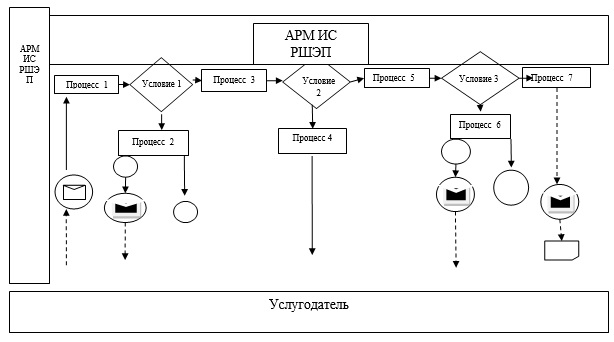 АРМ
ИС
РШЭ
П
АРМ ИС
РШЭП
Процесс 1
Условие 1
Процесс 3
Условие
2
Процесс 5
Условие 3
Процесс 7
Процесс 2
Процесс 4
Процесс 6
Услугодатель